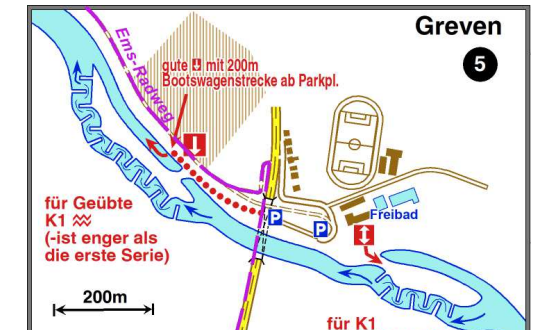 Greven
5
Ems-Radweg
gute mit 200m
Bootswagenstrecke ab Parkpl.
P
P
Freibad
für Geübte
K1
(-ist enger als
die erste Serie)
200m
für K1